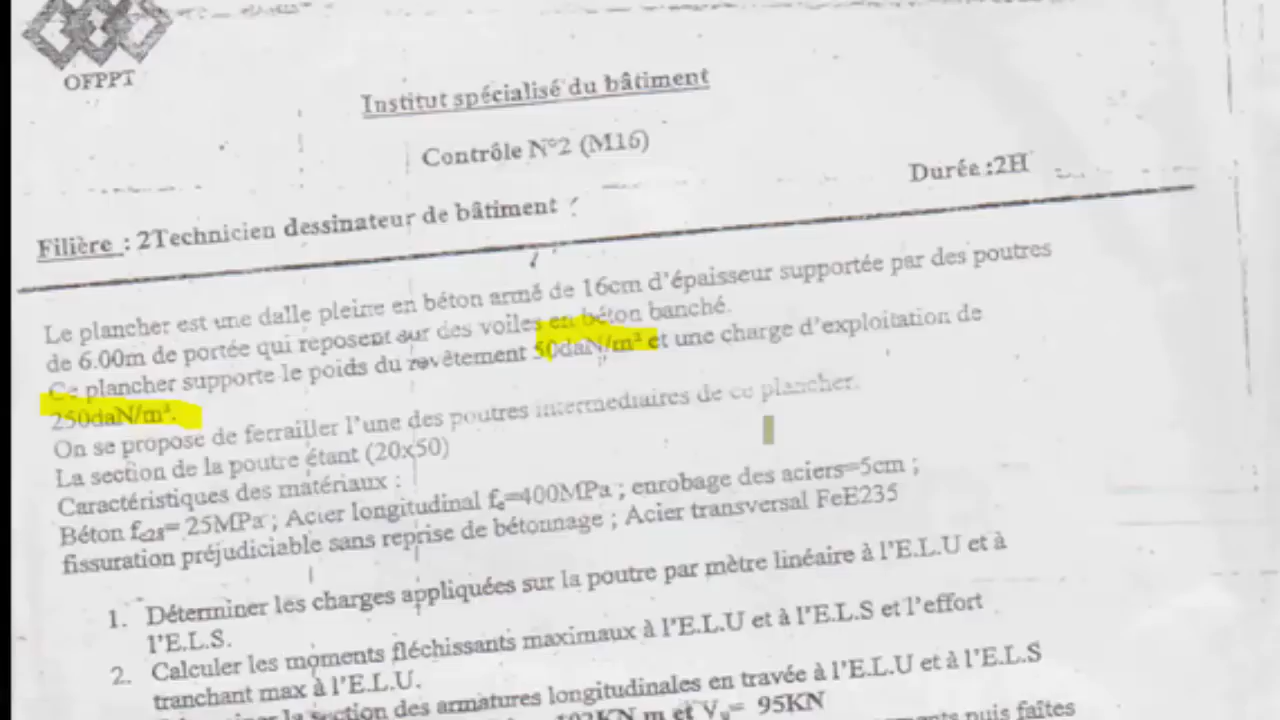 OFPPT
Institut spécialisé du bâtiment
Contrôle N°2 (M16)
Durée :2H
Filière : 2Technicien dessinateur de bâtiment
Le plancher est une dalle pleine en béton armé de 16cm d'épaisseur supportée par des poutres
de 6.00m de portée qui reposent sur des voiles en béton banché.
Ce plancher supporte le poids du revêtement 50daN/m² et une charge d'exploitation de
250daN/m².
On se propose de ferrailler l'une des poutres intermediaires de ce plancher.
La section de la poutre étant (20x50)
Caractéristiques des matériaux :
Béton fc28= 25MPa ; Acier longitudinal fe=400MPa ; enrobage des aciers=5cm ;
fissuration préjudiciable sans reprise de bétonnage ; Acier transversal FeE235
1. Déterminer les charges appliquées sur la poutre par mètre linéaire à l'E.L.U et à
l'E.L.S.
2. Calculer les moments fléchissants maximaux à l'E.L.U et à l'E.L.S et l'effort
tranchant max à l'E.L.U.
la section des armatures longitudinales en travée à l'E.L.U et à l'E.L.S
KN m et Vu= 95KN
puis faites